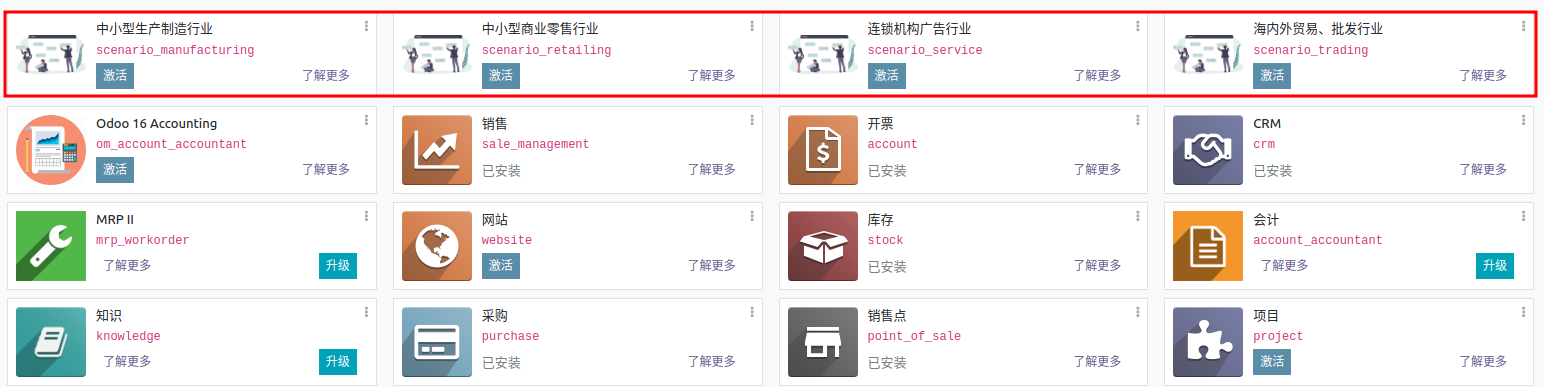 中小型生产制造行业
scenario_manufacturing
激活 了解更多
中小型商业零售行业
scenario_retailing
激活 了解更多
连锁机构广告行业
scenario_service
激活 了解更多
海内外贸易、批发行业
scenario_trading
激活 了解更多
Odoo 16 Accounting
om_account_accountant
激活 了解更多
销售
sale_management
已安装 了解更多
开票
account
已安装 了解更多
CRM
crm
已安装 了解更多
MRP II
mrp_workorder
了解更多 升级
网站
website
激活 了解更多
库存
stock
已安装 了解更多
会计
account_accountant
了解更多 升级
知识
knowledge
了解更多 升级
采购
purchase
已安装 了解更多
销售点
point_of_sale
已安装 了解更多
项目
project
激活 了解更多